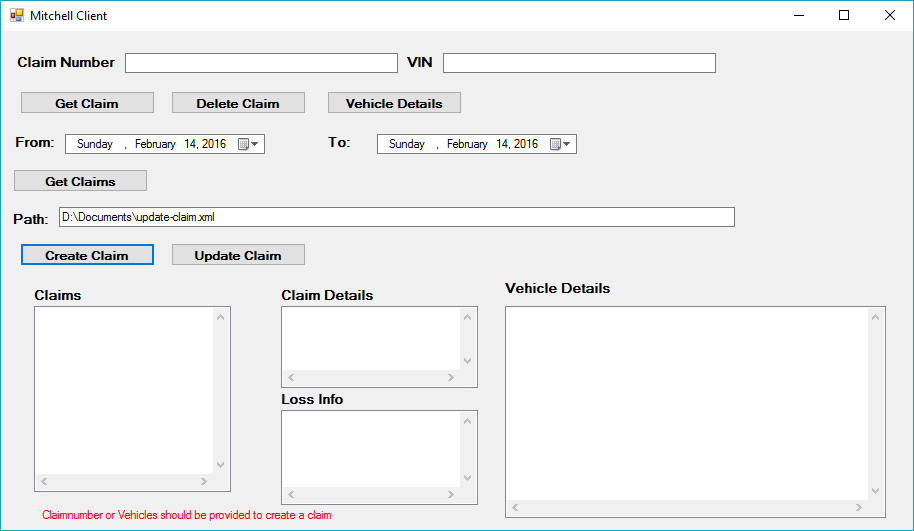 Mitchell Client
Claim Number VIN
Get Claim Delete Claim Vehicle Details
From: Sunday , February 14, 2016 To: Sunday , February 14, 2016
Get Claims
Path: D:\Documents\update-claim.xml
Create Claim Update Claim
Claims Claim Details Vehicle Details
Loss Info
Claimnumber or Vehicles should be provided to create a claim